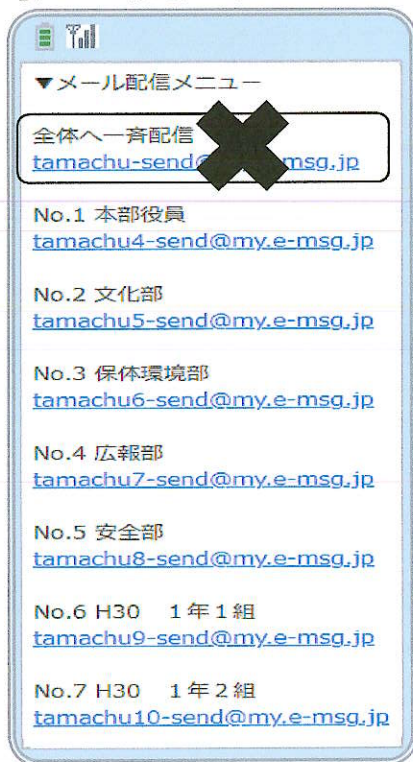 ▼メール配信メニュー
全体へ一斉配信
tamachu-send@ msg.jp
No.1 本部役員
tamachu4-send@my.e-msg.jp
No.2 文化部
tamachu5-send@my.e-msg.jp
No.3 保体環境部
tamachu6-send@my.e-msg.jp
No.4 広報部
tamachu7-send@my.e-msg.jp
No.5 安全部
tamachu8-send@my.e-msg.jp
No.6 H30　1年1組
tamachu9-send@my.e-msg.jp
No.7 H30　1年2組
tamachu10-send@my.e-msg.jp